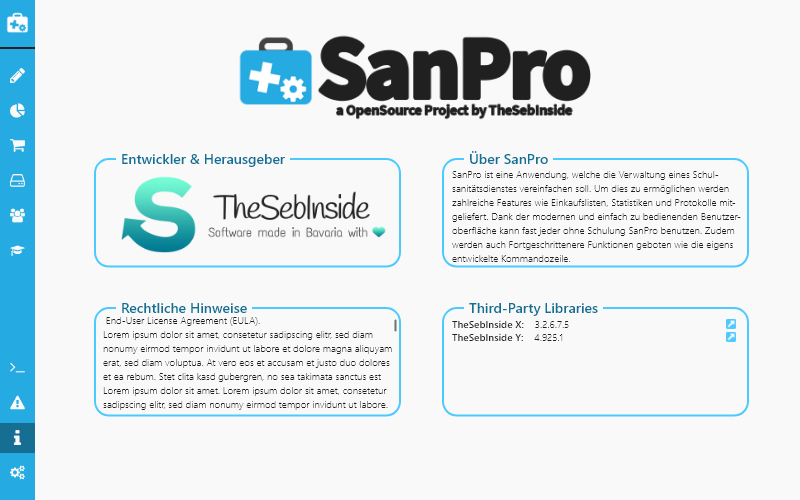 SanPro
a OpenSource Project by TheSebInside
Entwickler & Herausgeber
TheSebInside
Software made in Bavaria with
Über SanPro
SanPro ist eine Anwendung, welche die Verwaltung eines Schul-
sanitätsdienstes vereinfachen soll. Um dies zu ermöglichen werden
zahlreiche Features wie Einkaufslisten, Statistiken und Protokolle mit-
geliefert. Dank der modernen und einfach zu bedienenden Benutzer-
oberfläche kann fast jeder ohne Schulung SanPro benutzen. Zudem
werden auch Fortgeschrittenere Funktionen geboten wie die eigens
entwickelte Kommandozeile.
Rechtliche Hinweise
End-User License Agreement (EULA).
Lorem ipsum dolor sit amet, consetetur sadipscing elitr, sed diam
nonumy eirmod tempor invidunt ut labore et dolore magna aliquyam
erat, sed diam voluptua. At vero eos et accusam et justo duo dolores
et ea rebum. Stet clita kasd gubergren, no sea takimata sanctus est
Lorem ipsum dolor sit amet. Lorem ipsum dolor sit amet, consetetur
sadipscing elitr, sed diam nonumy eirmod tempor invidunt ut labore.
Third-Party Libraries
TheSebInside X: 3.2.6.7.5
TheSebInside Y: 4.925.1